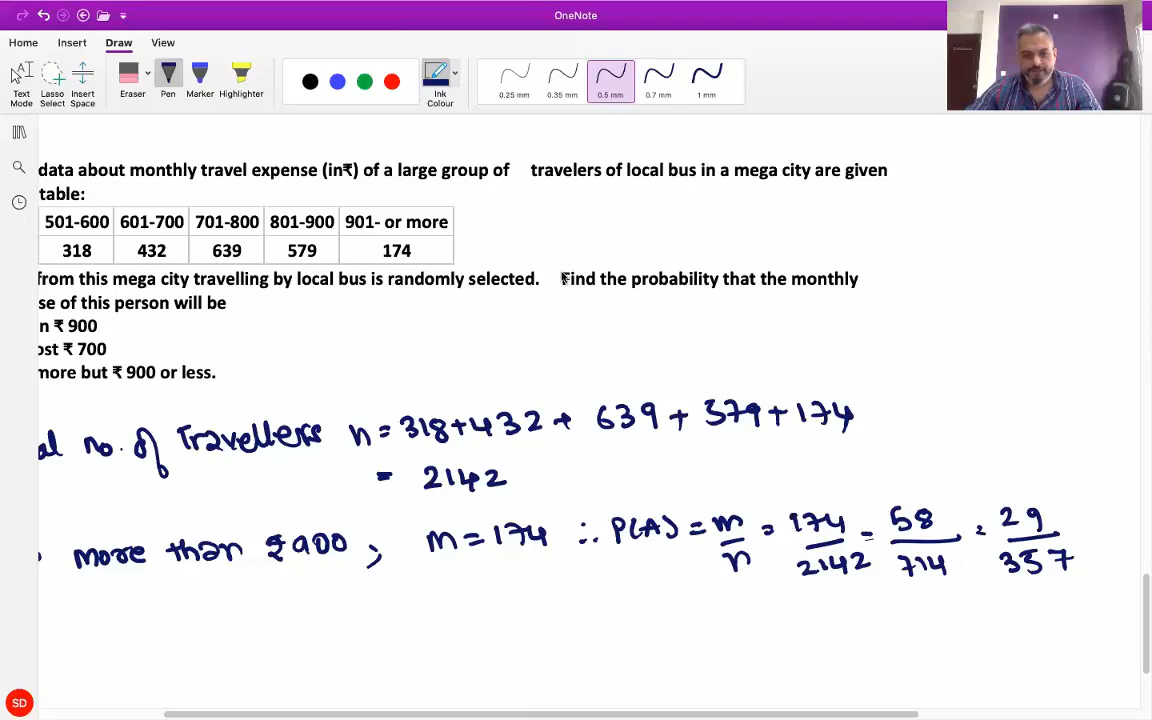 OneNote
Home Insert Draw View
Text Mode Lasso Select Insert Space Eraser Pen Marker Highlighter Ink Colour 0.25 mm 0.35 mm 0.5 mm 0.7 mm 1 mm
data about monthly travel expense (in₹) of a large group of travelers of local bus in a mega city are given
table:
501-600 601-700 701-800 801-900 901- or more
318 432 639 579 174
from this mega city travelling by local bus is randomly selected. Find the probability that the monthly
se of this person will be
n ₹ 900
ost ₹ 700
more but ₹ 900 or less.
al no. of Travellers n = 318+432 + 639 + 579 + 174
= 2142
more than ₹900 ; m = 174 ∴ P(A) = m/n = 174/2142 = 58/714 = 29/357
SD